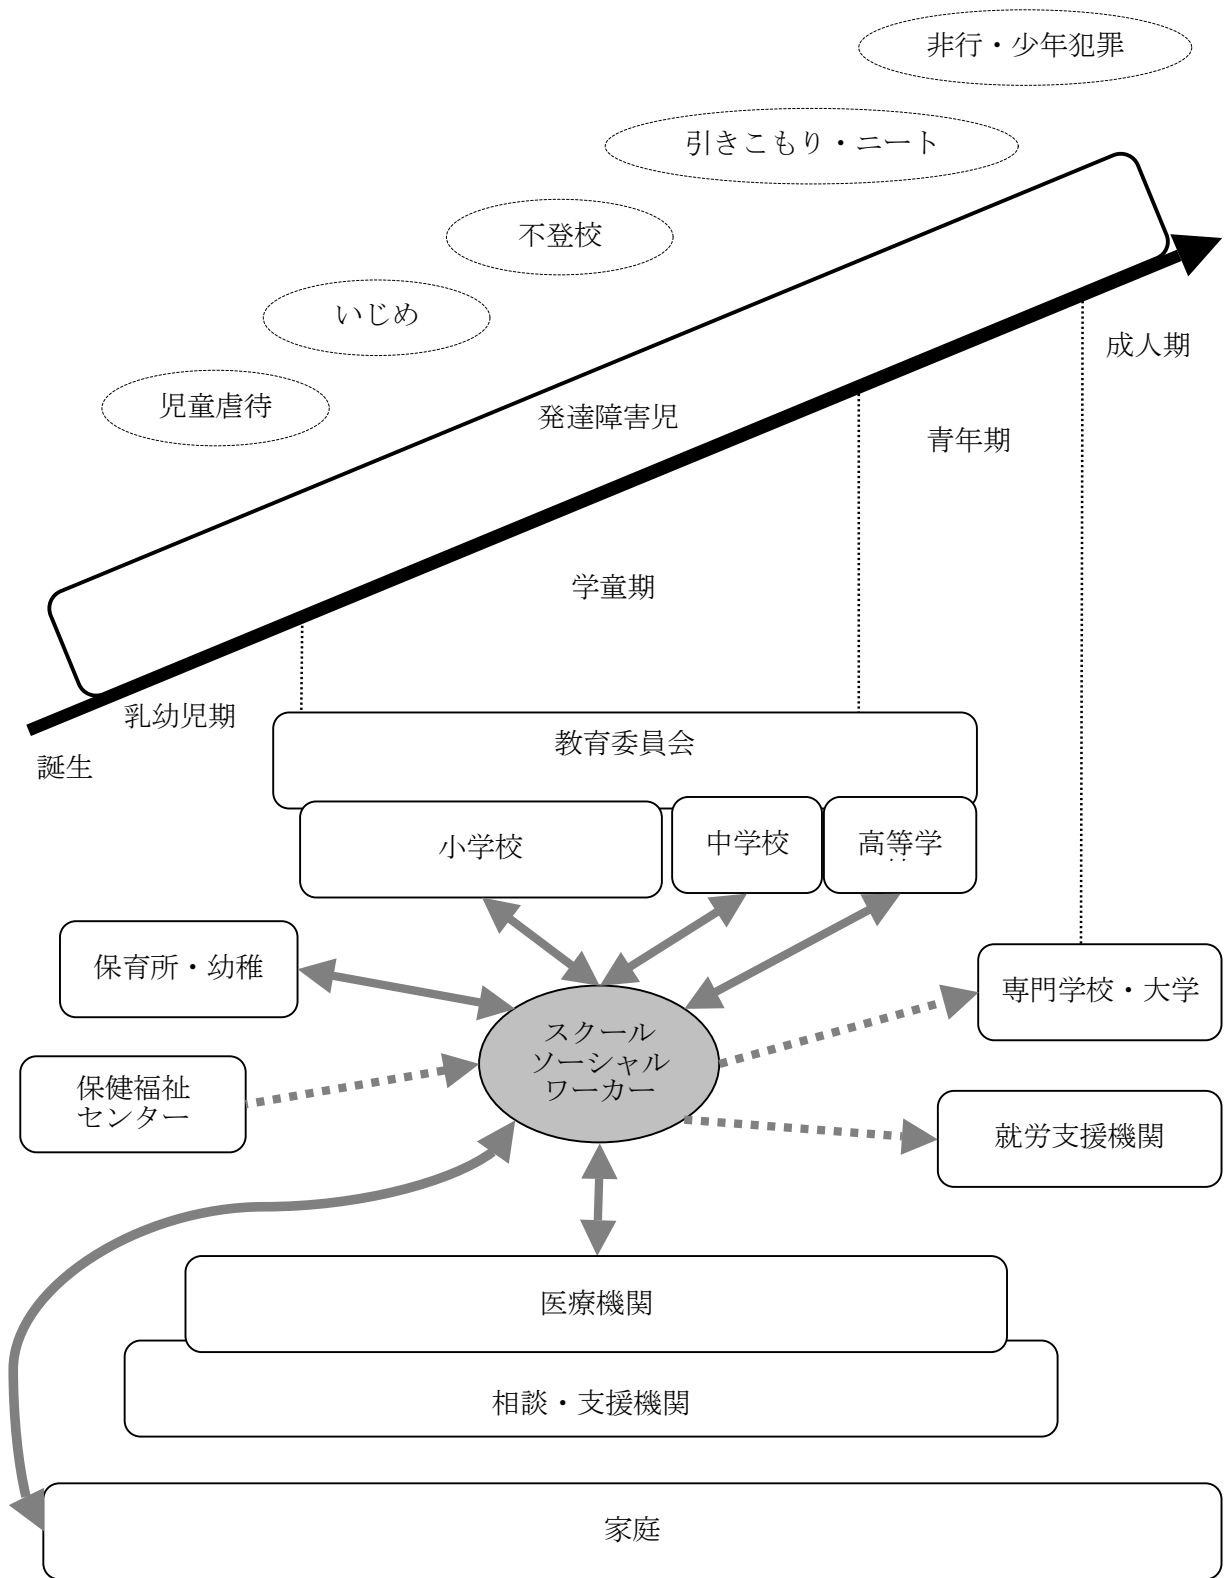 非行・少年犯罪
引きこもり・ニート
不登校
いじめ
児童虐待
発達障害児
成人期
青年期
学童期
乳幼児期
誕生
教育委員会
小学校
中学校
高等学
保育所・幼稚
専門学校・大学
スクール
ソーシャル
ワーカー
保健福祉
センター
就労支援機関
医療機関
相談・支援機関
家庭